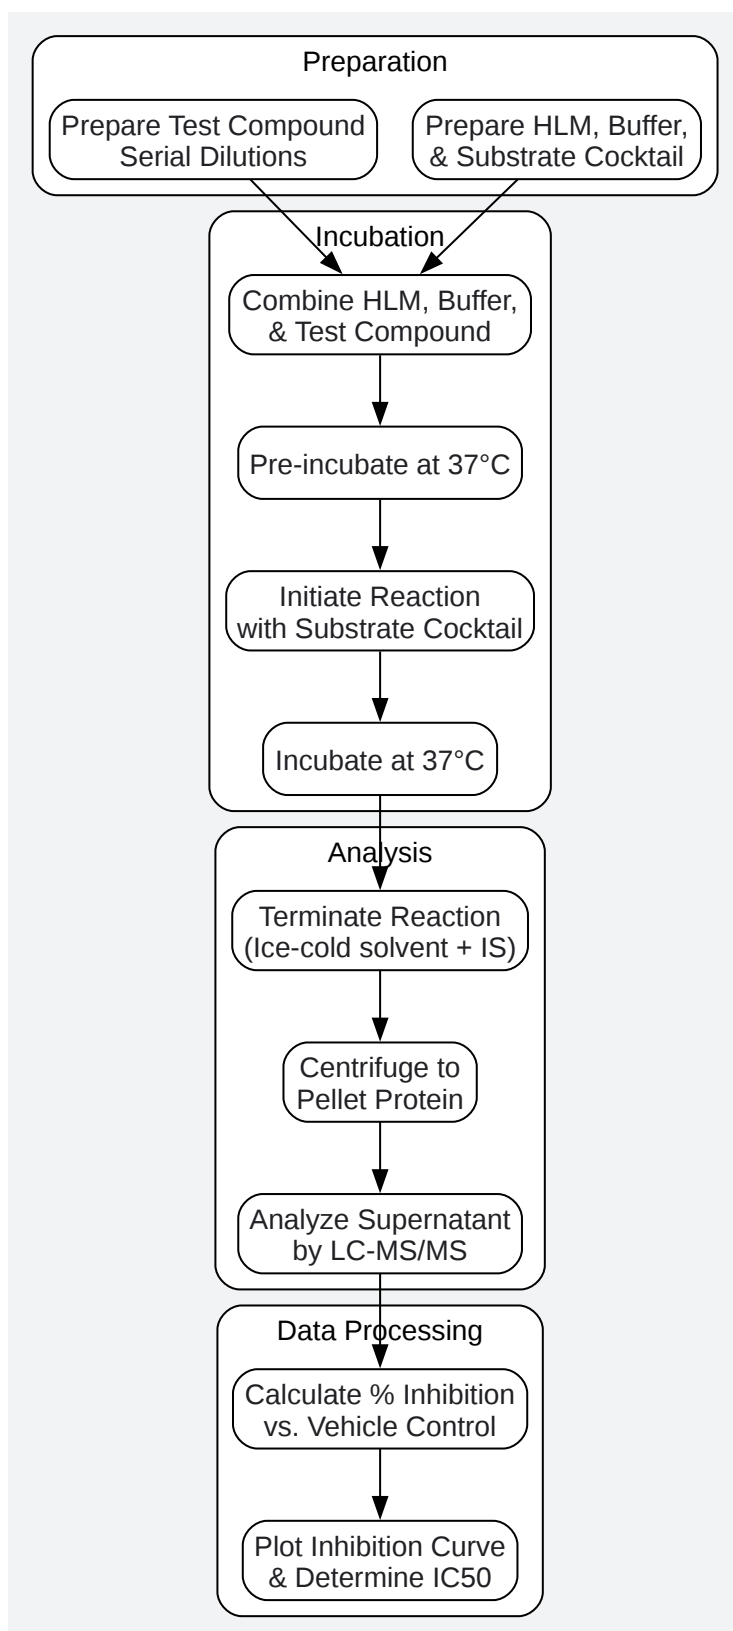 Preparation
Prepare Test Compound
Serial Dilutions
Prepare HLM, Buffer,
& Substrate Cocktail
Incubation
Combine HLM, Buffer,
& Test Compound
Pre-incubate at 37°C
Initiate Reaction
with Substrate Cocktail
Incubate at 37°C
Analysis
Terminate Reaction
(Ice-cold solvent + IS)
Centrifuge to
Pellet Protein
Analyze Supernatant
by LC-MS/MS
Data Processing
Calculate % Inhibition
vs. Vehicle Control
Plot Inhibition Curve
& Determine IC50